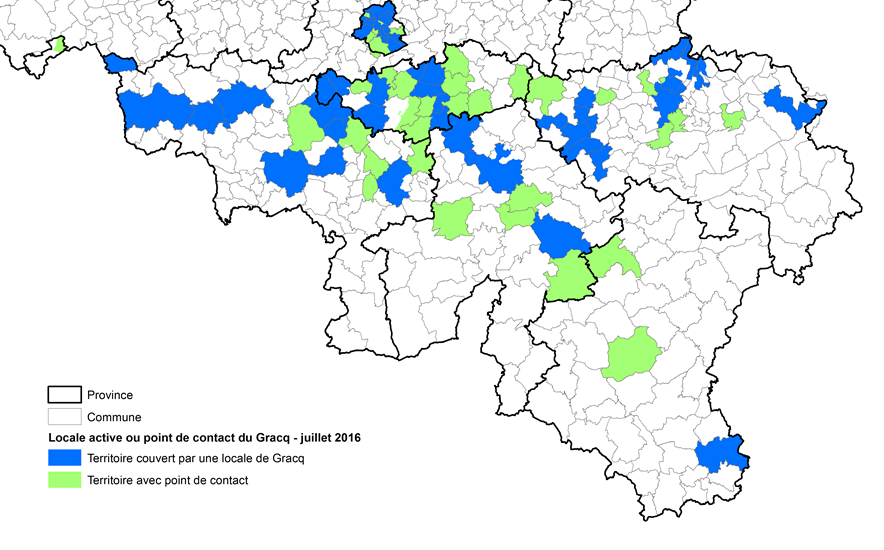 Province
Commune
Locale active ou point de contact du Gracq - juillet 2016
Territoire couvert par une locale de Gracq
Territoire avec point de contact